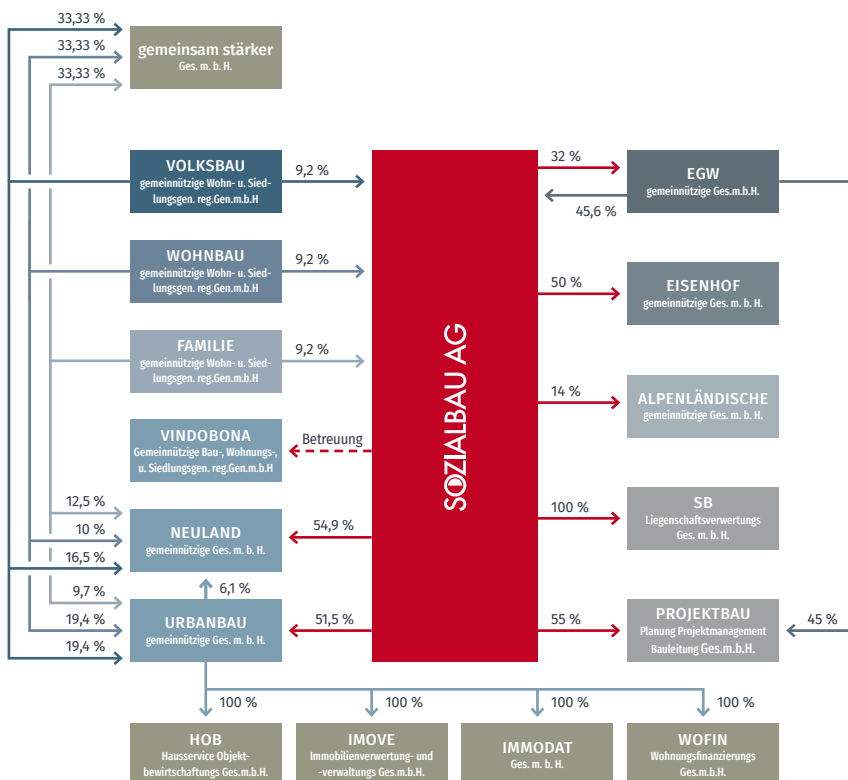 33,33 %
33,33 %
33,33 %
gemeinsam stärker
Ges. m. b. H.
VOLKSBAU
gemeinnützige Wohn- u. Sied-
lungsgen. reg.Gen.m.b.H
9,2 %
WOHNBAU
gemeinnützige Wohn- u. Sied-
lungsgen. reg.Gen.m.b.H
9,2 %
FAMILIE
gemeinnützige Wohn- u. Sied-
lungsgen. reg.Gen.m.b.H
9,2 %
VINDOBONA
Gemeinnützige Bau-, Wohnungs-,
u. Siedlungsgen. reg.Gen.m.b.H
Betreuung
12,5 %
10 %
16,5 %
NEULAND
gemeinnützige Ges. m. b. H.
54,9 %
6,1 %
9,7 %
19,4 %
19,4 %
URBANBAU
gemeinnützige Ges. m. b. H.
51,5 %
SOZIALBAU AG
32 %
45,6 %
EGW
gemeinnützige Ges.m.b.H.
50 %
EISENHOF
gemeinnützige Ges. m. b. H.
14 %
ALPENLÄNDISCHE
gemeinnützige Ges. m. b. H.
100 %
SB
Liegenschaftsverwertungs
Ges. m. b. H.
55 %
PROJEKTBAU
Planung Projektmanagement
Bauleitung Ges.m.b.H.
45 %
100 %
100 %
100 %
100 %
HOB
Hausservice Objekt-
bewirtschaftungs Ges.m.b.H.
IMOVE
Immobilienverwertung- und
-verwaltungs Ges.m.b.H.
IMMODAT
Ges. m. b. H.
WOFIN
Wohnungsfinanzierungs
Ges.m.b.H.